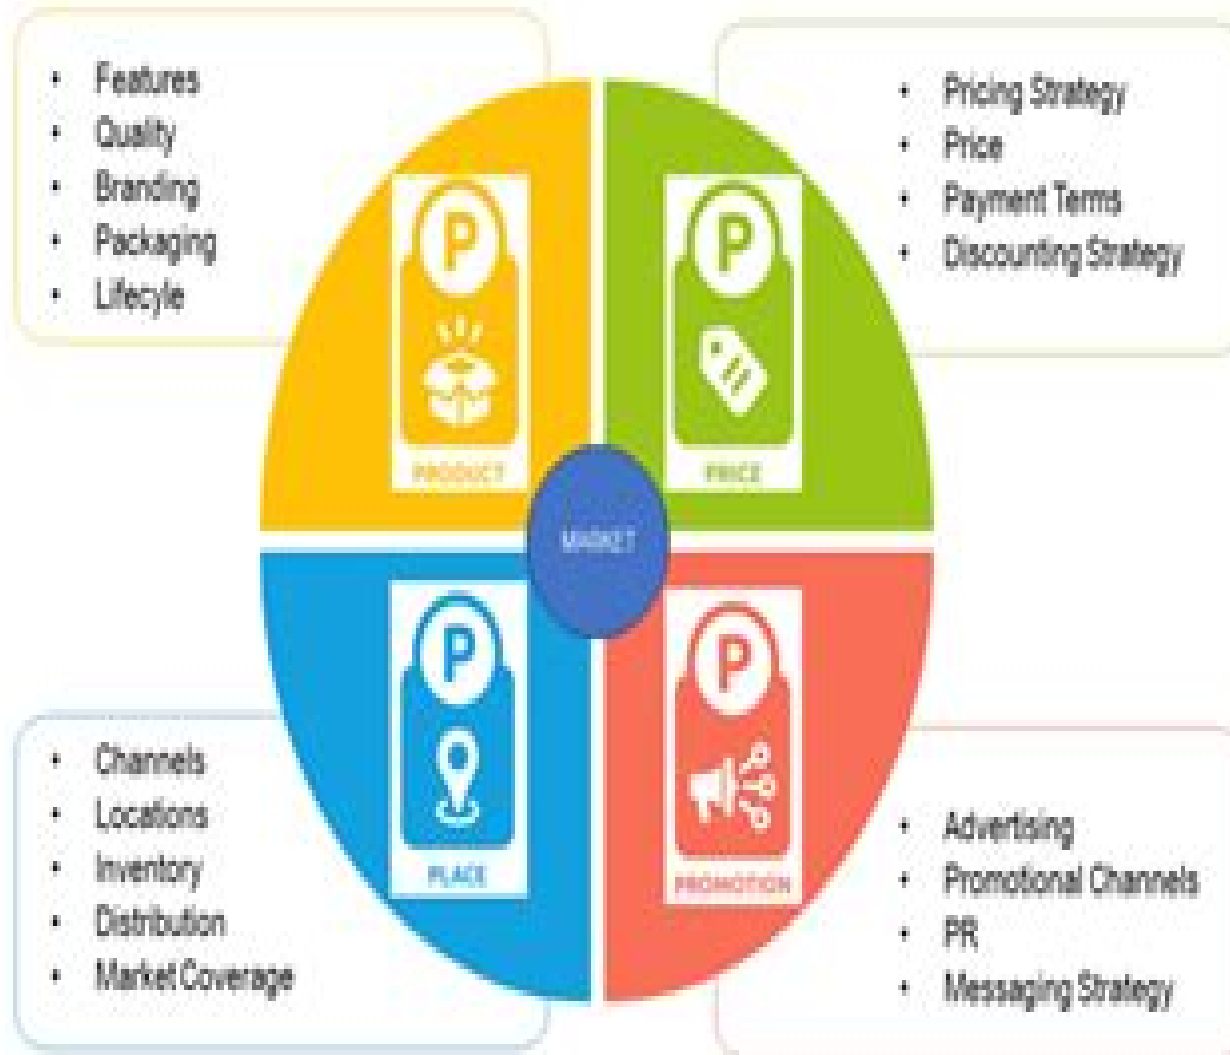 • Features
• Quality
• Branding
• Packaging
• Lifecyle
• Pricing Strategy
• Price
• Payment Terms
• Discounting Strategy
P
PRODUCT
P
PRICE
MARKET
P
PLACE
P
PROMOTION
• Channels
• Locations
• Inventory
• Distribution
• Market Coverage
• Advertising
• Promotional Channels
• PR
• Messaging Strategy